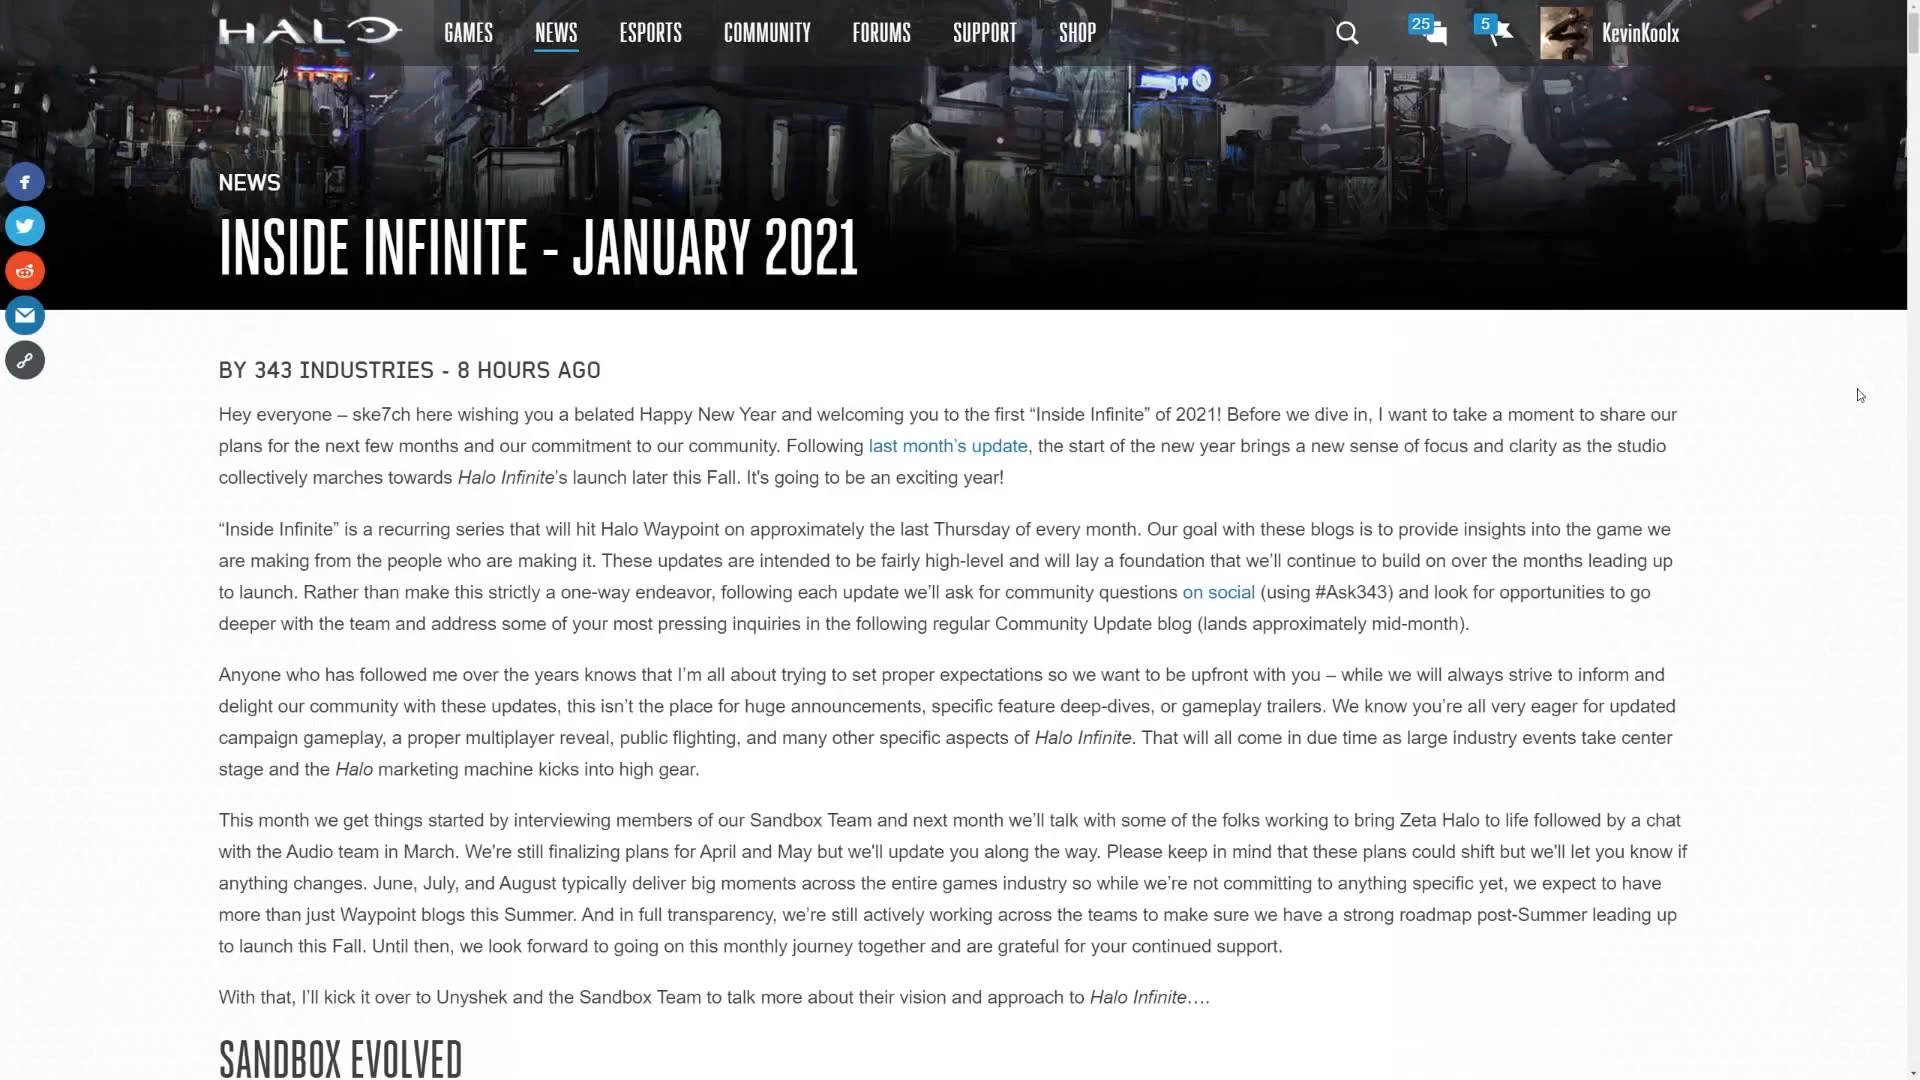 HALO GAMES NEWS ESPORTS COMMUNITY FORUMS SUPPORT SHOP 25 5 KevinKoolx
NEWS
INSIDE INFINITE - JANUARY 2021
BY 343 INDUSTRIES - 8 HOURS AGO
Hey everyone – ske7ch here wishing you a belated Happy New Year and welcoming you to the first “Inside Infinite” of 2021! Before we dive in, I want to take a moment to share our
plans for the next few months and our commitment to our community. Following last month’s update, the start of the new year brings a new sense of focus and clarity as the studio
collectively marches towards Halo Infinite’s launch later this Fall. It's going to be an exciting year!
“Inside Infinite” is a recurring series that will hit Halo Waypoint on approximately the last Thursday of every month. Our goal with these blogs is to provide insights into the game we
are making from the people who are making it. These updates are intended to be fairly high-level and will lay a foundation that we’ll continue to build on over the months leading up
to launch. Rather than make this strictly a one-way endeavor, following each update we’ll ask for community questions on social (using #Ask343) and look for opportunities to go
deeper with the team and address some of your most pressing inquiries in the following regular Community Update blog (lands approximately mid-month).
Anyone who has followed me over the years knows that I’m all about trying to set proper expectations so we want to be upfront with you – while we will always strive to inform and
delight our community with these updates, this isn’t the place for huge announcements, specific feature deep-dives, or gameplay trailers. We know you’re all very eager for updated
campaign gameplay, a proper multiplayer reveal, public flighting, and many other specific aspects of Halo Infinite. That will all come in due time as large industry events take center
stage and the Halo marketing machine kicks into high gear.
This month we get things started by interviewing members of our Sandbox Team and next month we’ll talk with some of the folks working to bring Zeta Halo to life followed by a chat
with the Audio team in March. We're still finalizing plans for April and May but we'll update you along the way. Please keep in mind that these plans could shift but we'll let you know if
anything changes. June, July, and August typically deliver big moments across the entire games industry so while we’re not committing to anything specific yet, we expect to have
more than just Waypoint blogs this Summer. And in full transparency, we’re still actively working across the teams to make sure we have a strong roadmap post-Summer leading up
to launch this Fall. Until then, we look forward to going on this monthly journey together and are grateful for your continued support.
With that, I’ll kick it over to Unyshek and the Sandbox Team to talk more about their vision and approach to Halo Infinite….
SANDBOX EVOLVED